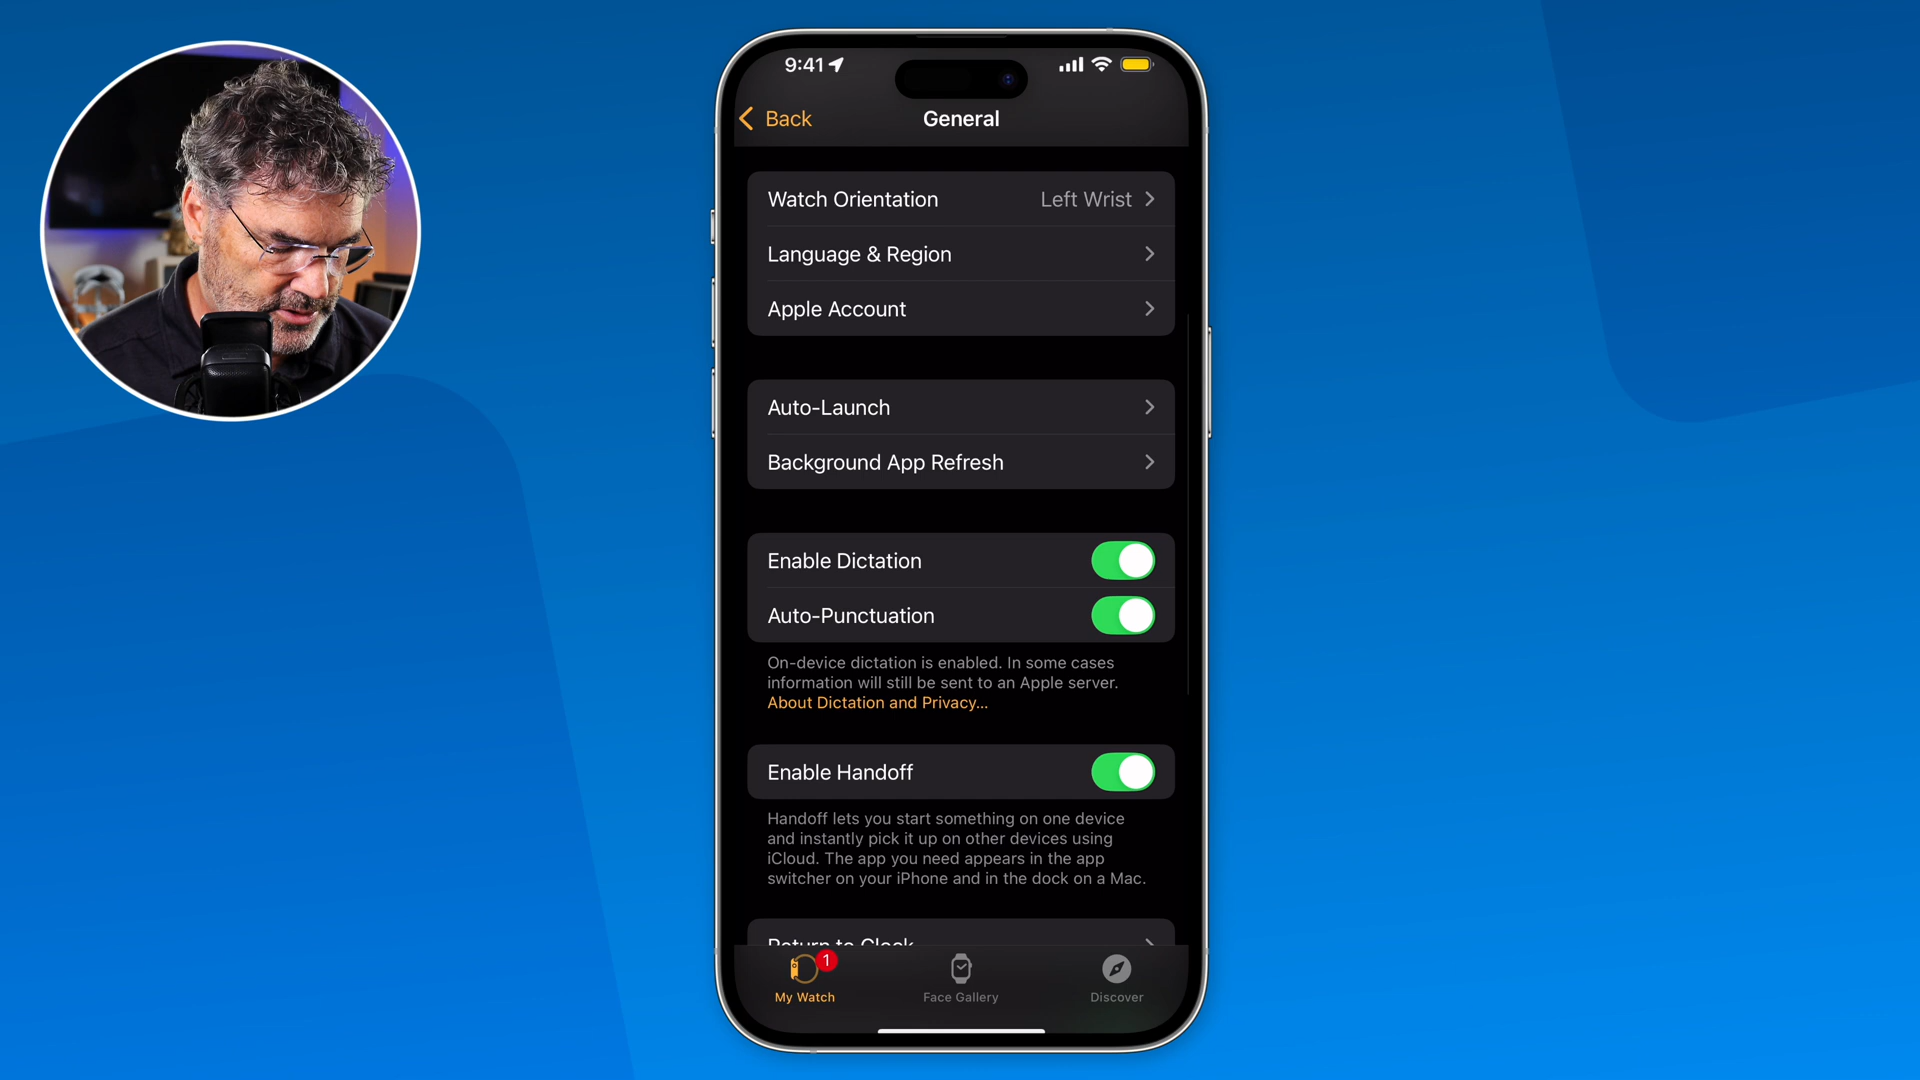 9:41
Back
General
Watch Orientation Left Wrist
Language & Region
Apple Account
Auto-Launch
Background App Refresh
Enable Dictation
Auto-Punctuation
On-device dictation is enabled. In some cases
information will still be sent to an Apple server.
About Dictation and Privacy...
Enable Handoff
Handoff lets you start something on one device
and instantly pick it up on other devices using
iCloud. The app you need appears in the app
switcher on your iPhone and in the dock on a Mac.
Return to Clock
1
My Watch
Face Gallery
Discover